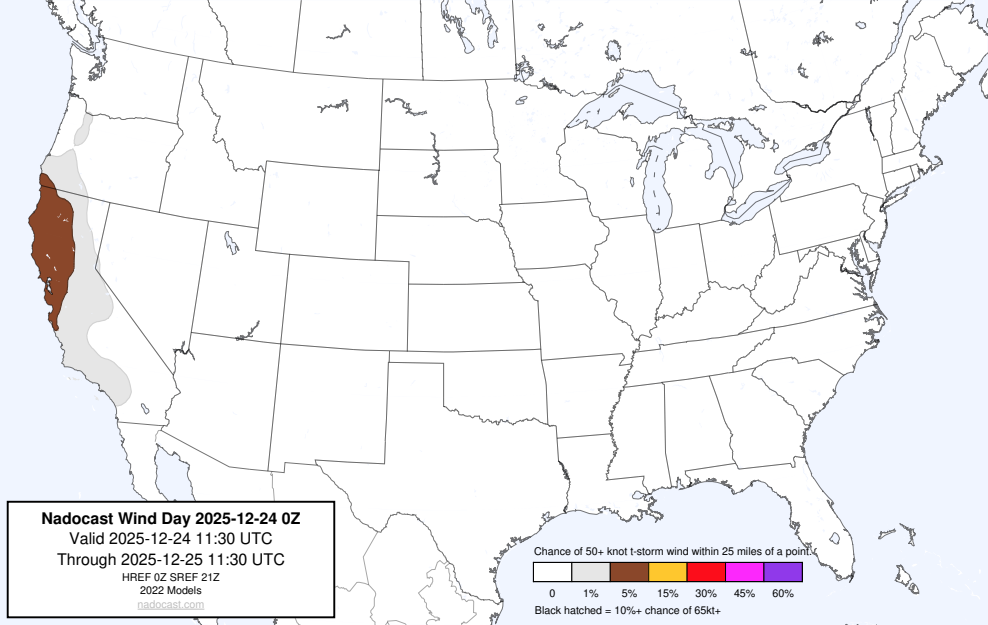 Nadocast Wind Day 2025-12-24 0Z
Valid 2025-12-24 11:30 UTC
Through 2025-12-25 11:30 UTC
HREF 0Z SREF 21Z
2022 Models
nadocast.com
Chance of 50+ knot t-storm wind within 25 miles of a point.
0 1% 5% 15% 30% 45% 60%
Black hatched = 10%+ chance of 65kt+